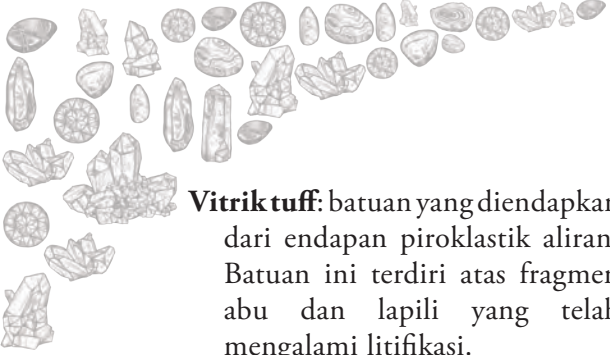 Vitrik tuff: batuan yang diendapkan
dari endapan piroklastik aliran
Batuan ini terdiri atas fragmen
abu dan lapili yang telah
mengalami litifikasi.